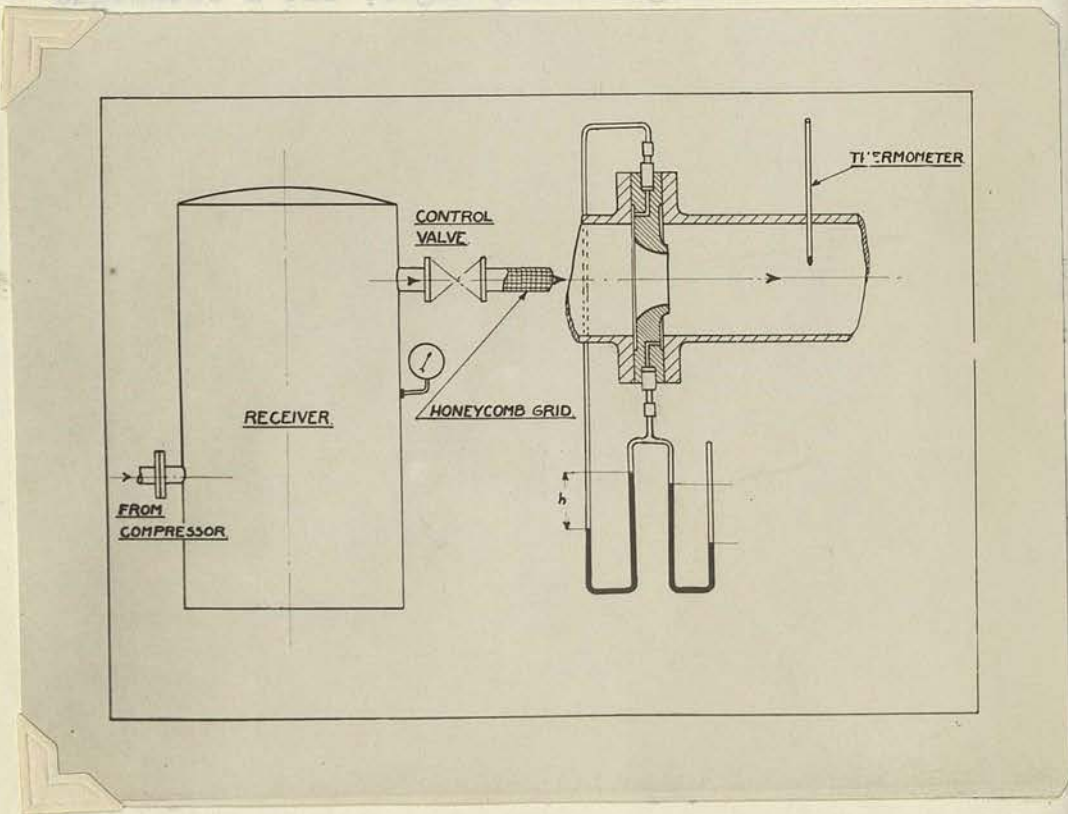 THERMOMETER
CONTROL
VALVE.
RECEIVER.
HONEYCOMB GRID.
h
FROM
COMPRESSOR.